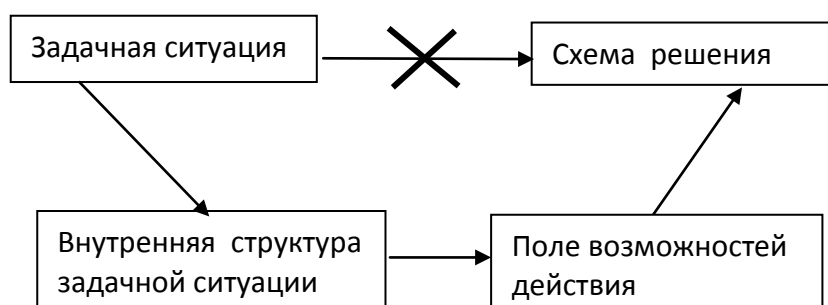 Задачная ситуация
Схема решения
Внутренняя структура
задачной ситуации
Поле возможностей
действия